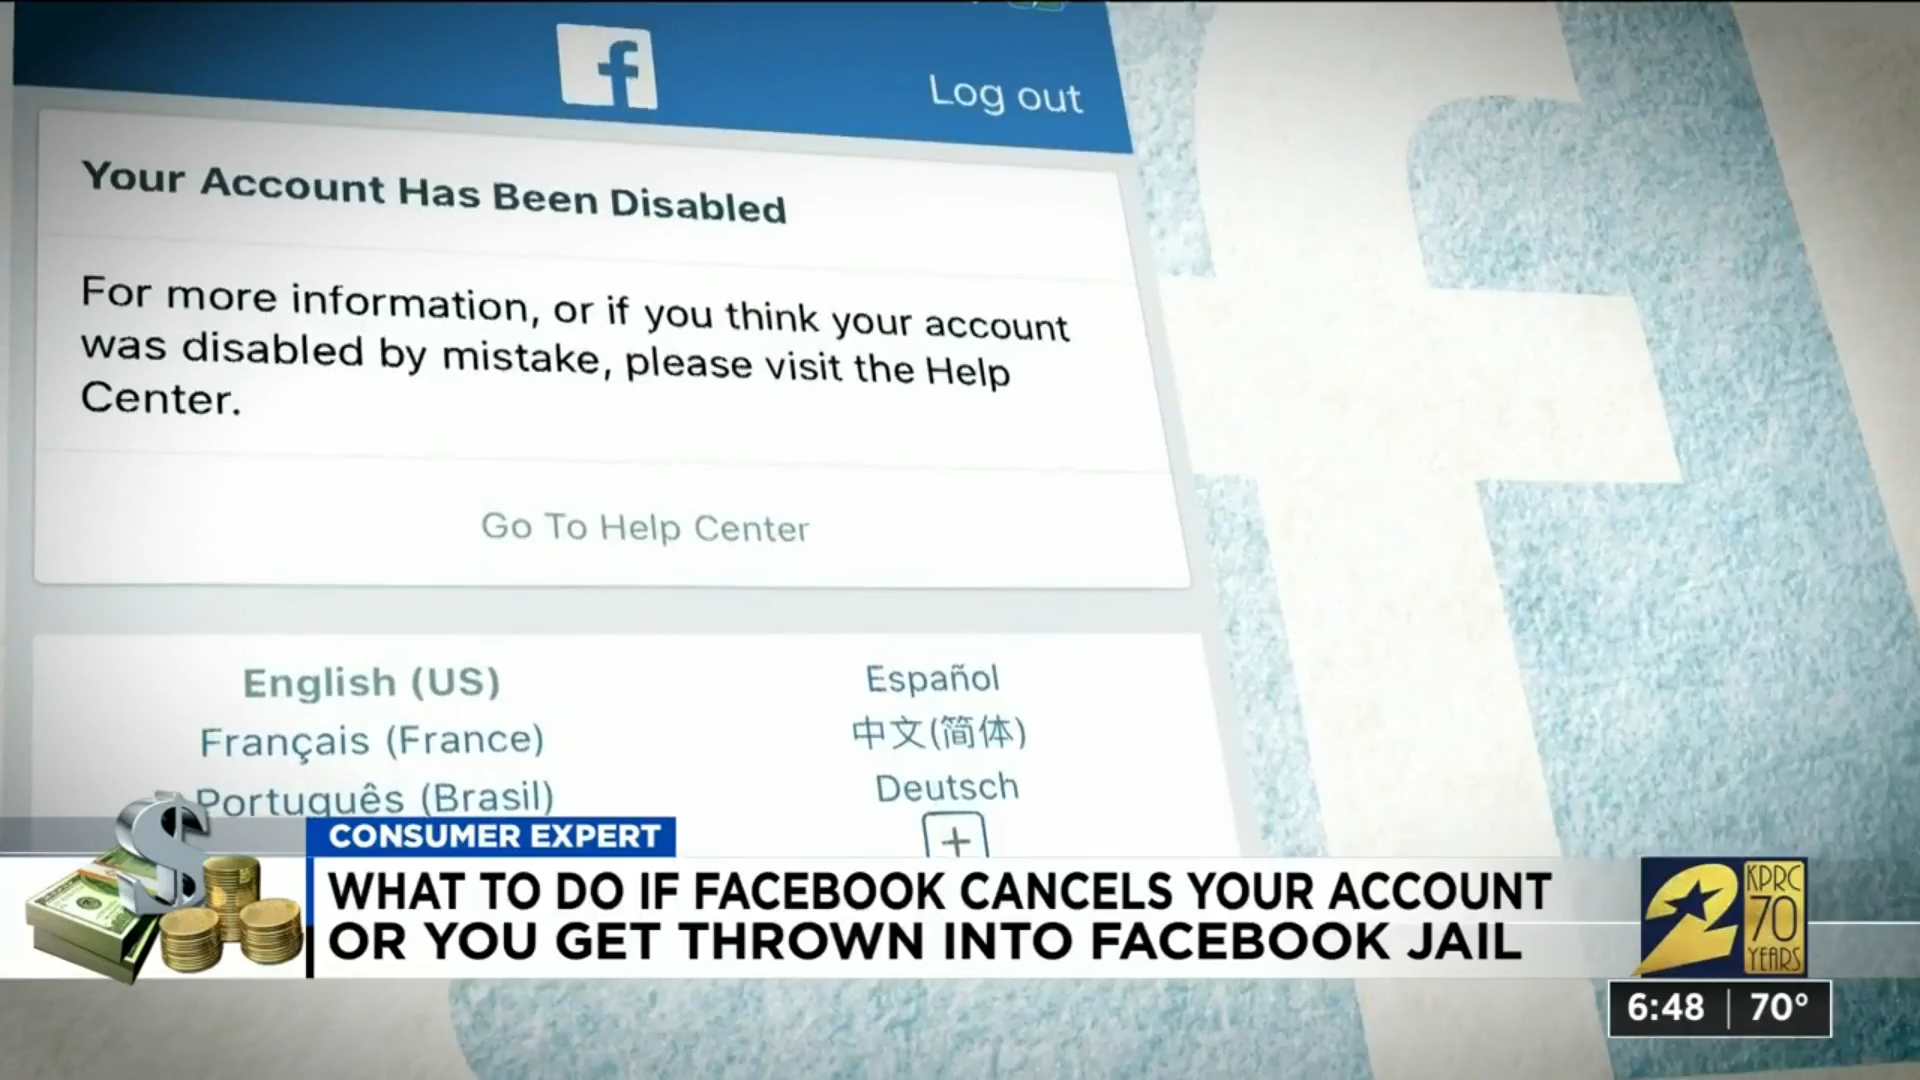 f
Log out
Your Account Has Been Disabled
For more information, or if you think your account
was disabled by mistake, please visit the Help
Center.
Go To Help Center
English (US)
Español
Français (France)
中文(简体)
Português (Brasil)
Deutsch
+
CONSUMER EXPERT
WHAT TO DO IF FACEBOOK CANCELS YOUR ACCOUNT
OR YOU GET THROWN INTO FACEBOOK JAIL
2
KPRC
70
YEARS
6:48 | 70°